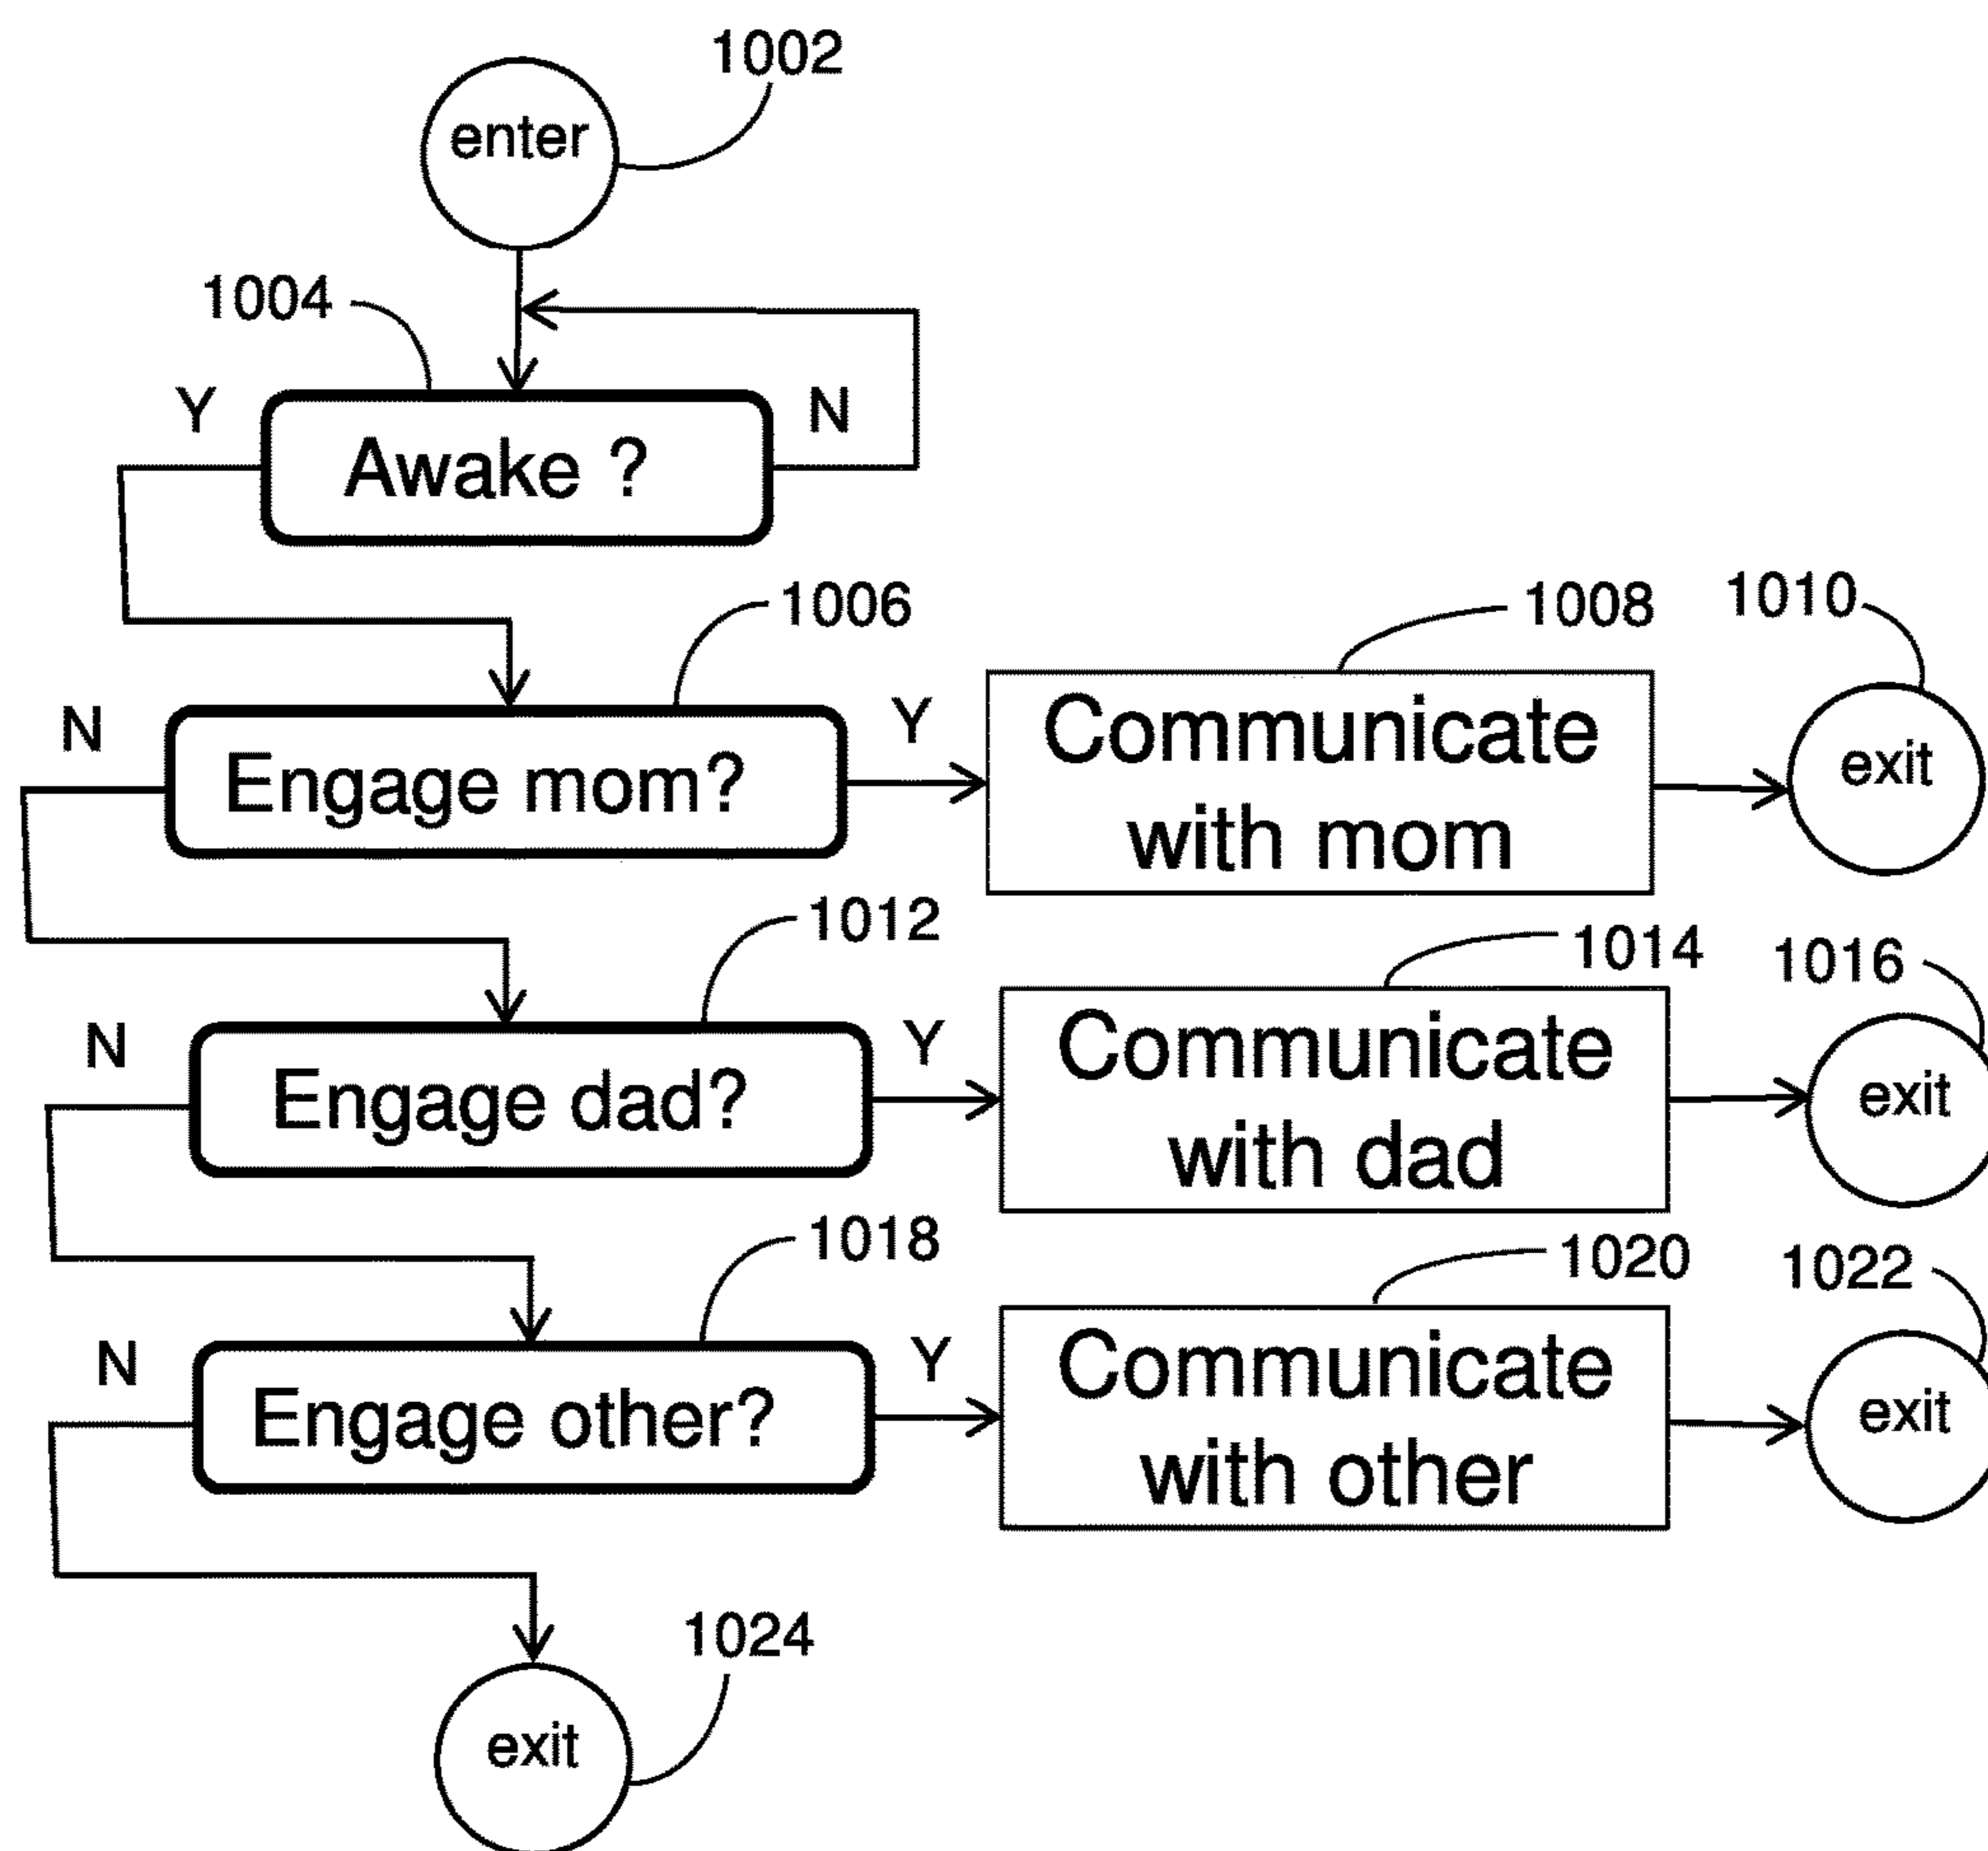 1002
enter
1004
Y
N
Awake ?
1006
1008
1010
N
Engage mom?
Y
Communicate
with mom
exit
1012
1014
1016
N
Engage dad?
Y
Communicate
with dad
exit
1018
1020
1022
N
Engage other?
Y
Communicate
with other
exit
1024
exit